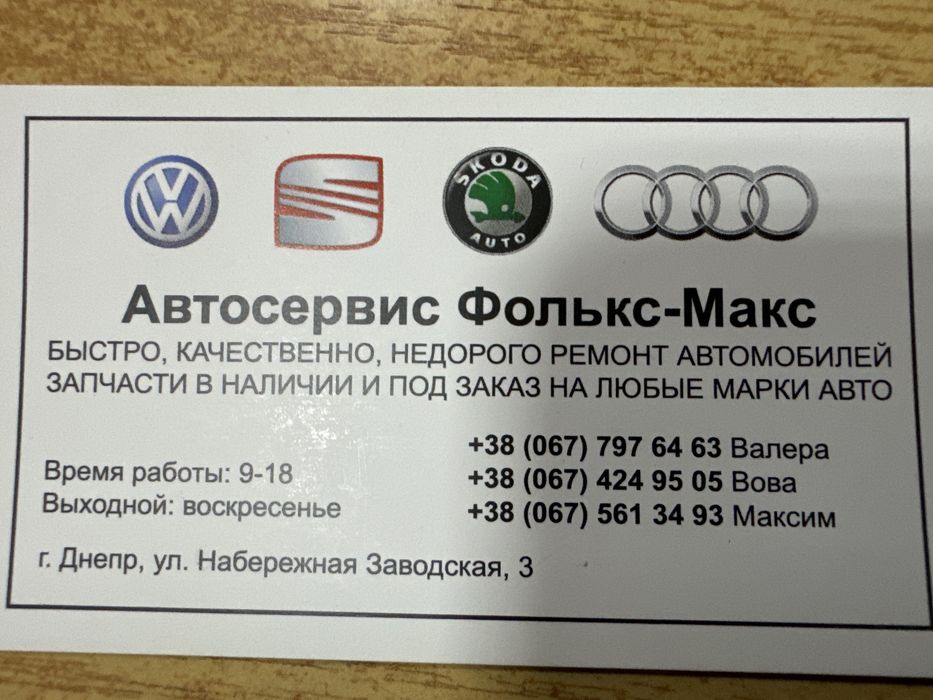 SKODA
AUTO
Автосервис Фолькс-Макс
БЫСТРО, КАЧЕСТВЕННО, НЕДОРОГО РЕМОНТ АВТОМОБИЛЕЙ
ЗАПЧАСТИ В НАЛИЧИИ И ПОД ЗАКАЗ НА ЛЮБЫЕ МАРКИ АВТО
Время работы: 9-18
Выходной: воскресенье
+38 (067) 797 64 63 Валера
+38 (067) 424 95 05 Вова
+38 (067) 561 34 93 Максим
г. Днепр, ул. Набережная Заводская, 3